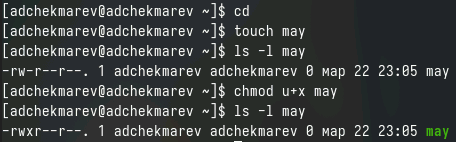 [adchekmarev@adchekmarev ~]$ cd
[adchekmarev@adchekmarev ~]$ touch may
[adchekmarev@adchekmarev ~]$ ls -l may
-rw-r--r--. 1 adchekmarev adchekmarev 0 мар 22 23:05 may
[adchekmarev@adchekmarev ~]$ chmod u+x may
[adchekmarev@adchekmarev ~]$ ls -l may
-rwxr--r--. 1 adchekmarev adchekmarev 0 мар 22 23:05 may